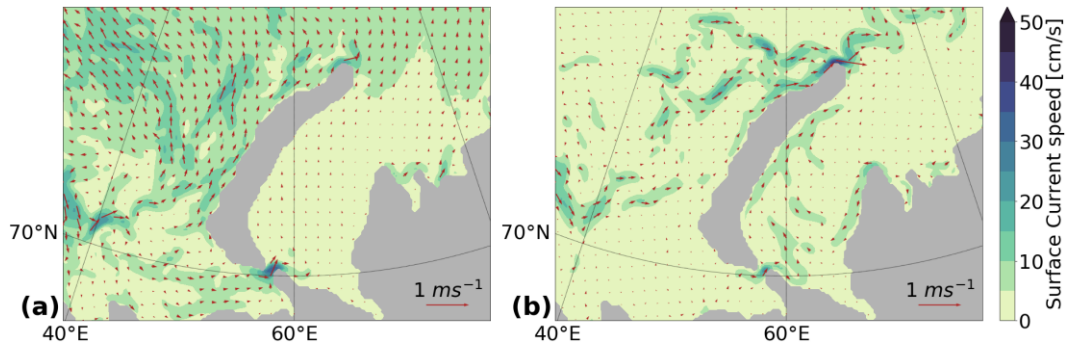 70°N
(a)
1 ms⁻¹
40°E
60°E
70°N
(b)
1 ms⁻¹
40°E
60°E
50
40
30
20
10
0
Surface Current speed [cm/s]